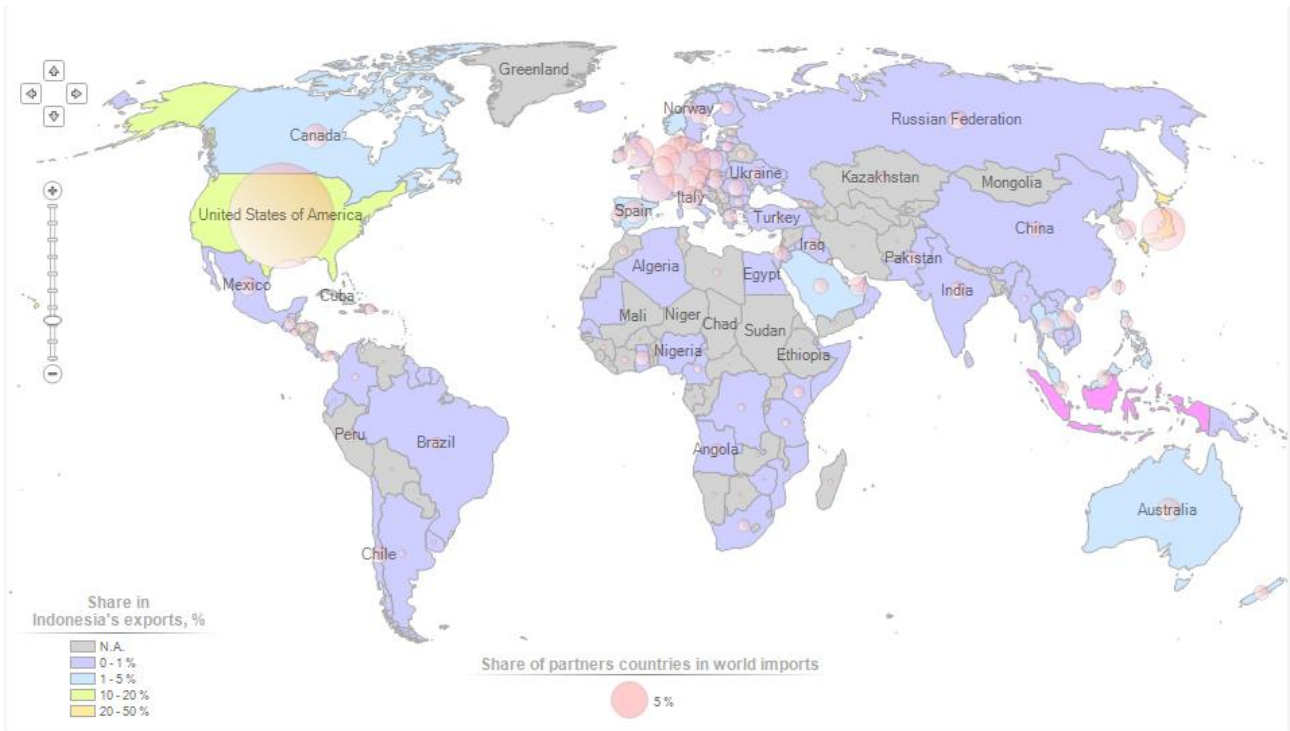 Greenland
Norway
Russian Federation
Canada
Ukraine
Kazakhstan
Mongolia
Italy
United States of America
Spain
Turkey
China
Iraq
Pakistan
Algeria
Egypt
Mexico
India
Cuba
Mali
Niger
Chad
Sudan
Nigeria
Ethiopia
Peru
Brazil
Angola
Australia
Chile
Share in
Indonesia's exports, %
N.A.
0 - 1 %
1 - 5 %
10 - 20 %
20 - 50 %
Share of partners countries in world imports
5 %